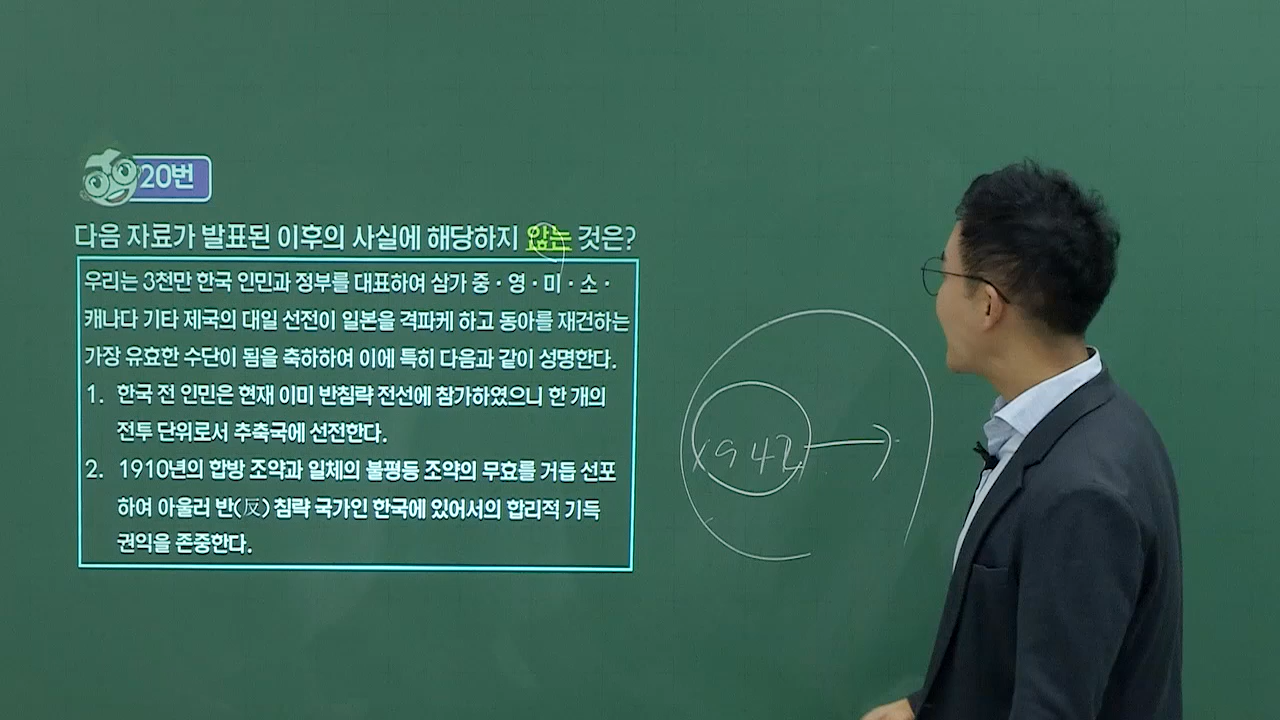 20번
다음 자료가 발표된 이후의 사실에 해당하지 않는 것은?
우리는 3천만 한국 인민과 정부를 대표하여 삼가 중·영·미·소·
캐나다 기타 제국의 대일 선전이 일본을 격파케 하고 동아를 재건하는
가장 유효한 수단이 됨을 축하하여 이에 특히 다음과 같이 성명한다.
1. 한국 전 인민은 현재 이미 반침략 전선에 참가하였으니 한 개의
전투 단위로서 추축국에 선전한다.
2. 1910년의 합방 조약과 일체의 불평등 조약의 무효를 거듭 선포
하여 아울러 반(反) 침략 국가인 한국에 있어서의 합리적 기득
권익을 존중한다.
1942